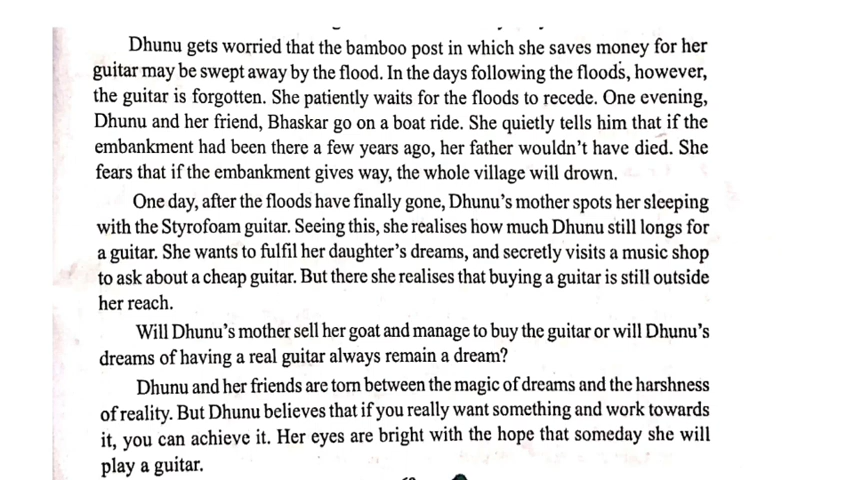 Dhunu gets worried that the bamboo post in which she saves money for her
guitar may be swept away by the flood. In the days following the floods, however,
the guitar is forgotten. She patiently waits for the floods to recede. One evening,
Dhunu and her friend, Bhaskar go on a boat ride. She quietly tells him that if the
embankment had been there a few years ago, her father wouldn't have died. She
fears that if the embankment gives way, the whole village will drown.
One day, after the floods have finally gone, Dhunu's mother spots her sleeping
with the Styrofoam guitar. Seeing this, she realises how much Dhunu still longs for
a guitar. She wants to fulfil her daughter's dreams, and secretly visits a music shop
to ask about a cheap guitar. But there she realises that buying a guitar is still outside
her reach.
Will Dhunu's mother sell her goat and manage to buy the guitar or will Dhunu's
dreams of having a real guitar always remain a dream?
Dhunu and her friends are torn between the magic of dreams and the harshness
of reality. But Dhunu believes that if you really want something and work towards
it, you can achieve it. Her eyes are bright with the hope that someday she will
play a guitar.